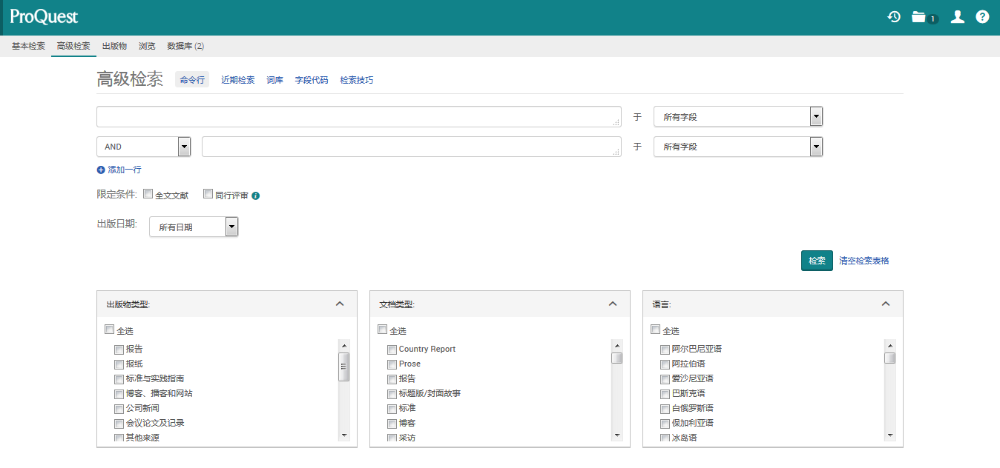 ProQuest
1
?
基本检索 高级检索 出版物 浏览 数据库 (2)
高级检索 命令行 近期检索 词库 字段代码 检索技巧
于 所有字段
AND 于 所有字段
添加一行
限定条件: 全文文献 同行评审 i
出版日期: 所有日期
检索 清空检索表格
出版物类型:
全选
报告
报纸
标准与实践指南
博客、播客和网站
公司新闻
会议论文及记录
其他来源
文档类型:
全选
Country Report
Prose
报告
标题版/封面故事
标准
博客
采访
语言:
全选
阿尔巴尼亚语
阿拉伯语
爱沙尼亚语
巴斯克语
白俄罗斯语
保加利亚语
冰岛语